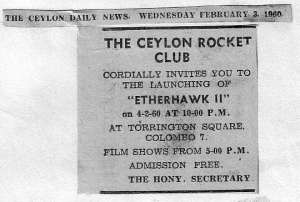 THE CEYLON DAILY NEWS. WEDNESDAY FEBRUARY 3. 1960.
THE CEYLON ROCKET
CLUB
CORDIALLY INVITES YOU TO
THE LAUNCHING OF
"ETHERHAWK II"
on 4-2-60 AT 10-00 P.M.
AT TORRINGTON SQUARE,
COLOMBO 7.
FILM SHOWS FROM 5-00 P.M.
ADMISSION FREE.
THE HONY. SECRETARY